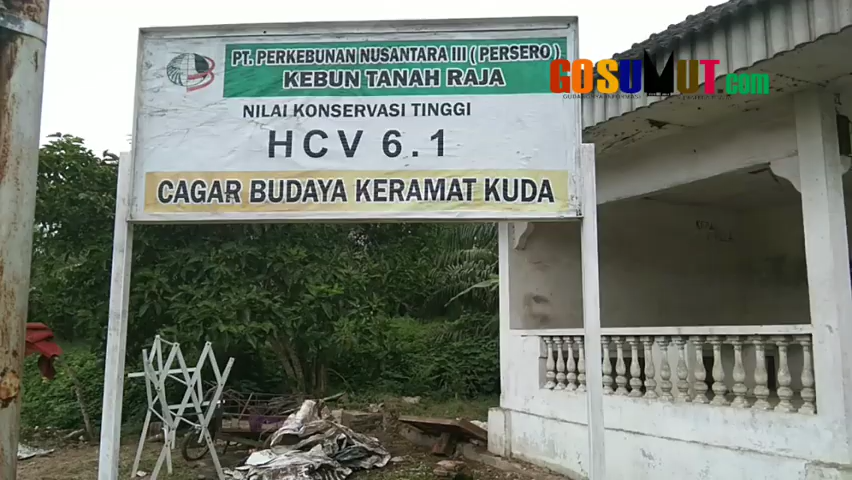 PT. PERKEBUNAN NUSANTARA III ( PERSERO )
KEBUN TANAH RAJA
NILAI KONSERVASI TINGGI
HCV 6.1
CAGAR BUDAYA KERAMAT KUDA
GOSUMUT.com